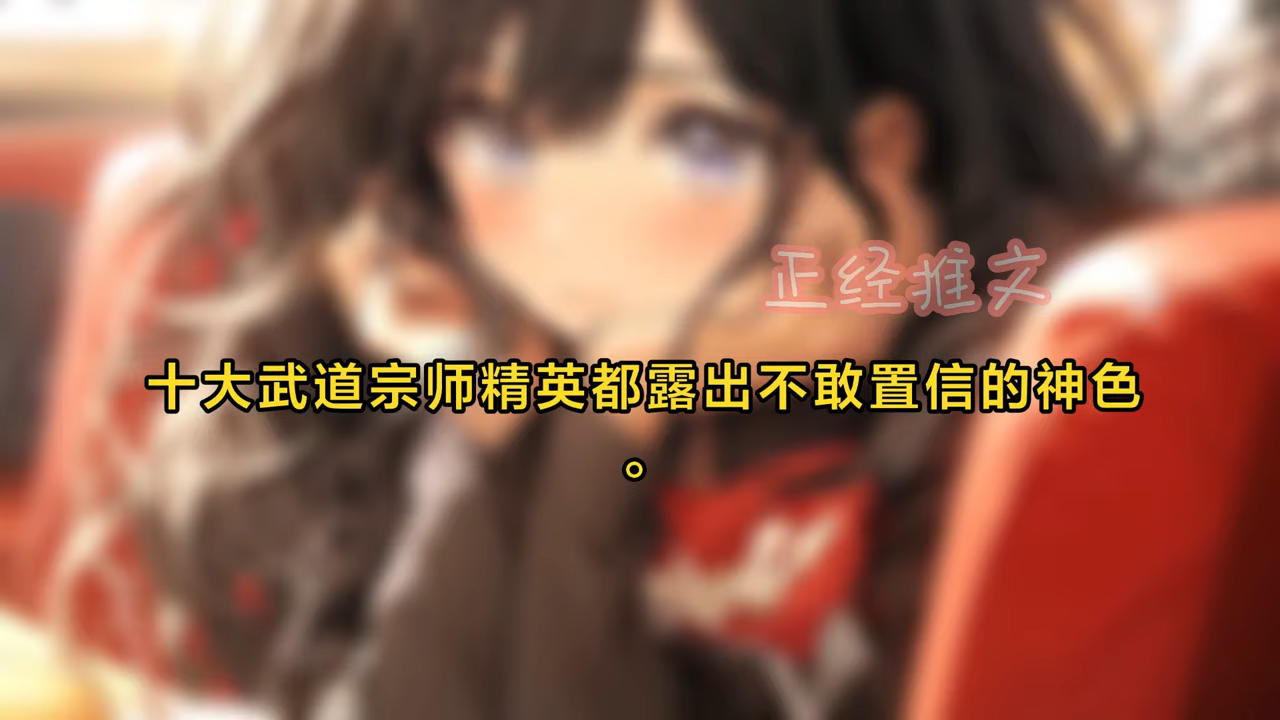 正经推文
十大武道宗师精英都露出不敢置信的神色
。